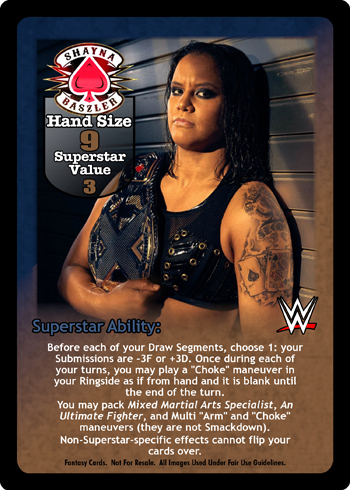 SHAYNA
BASZLER
Hand Size
9
Superstar
Value
3
W
Superstar Ability:
Before each of your Draw Segments, choose 1: your
Submissions are -3F or +3D. Once during each of
your turns, you may play a "Choke" maneuver in
your Ringside as if from hand and it is blank until
the end of the turn.
You may pack Mixed Martial Arts Specialist, An
Ultimate Fighter, and Multi "Arm" and "Choke"
maneuvers (they are not Smackdown).
Non-Superstar-specific effects cannot flip your
cards over.
Fantasy Cards. Not For Resale. All Images Used Under Fair Use Guidelines.